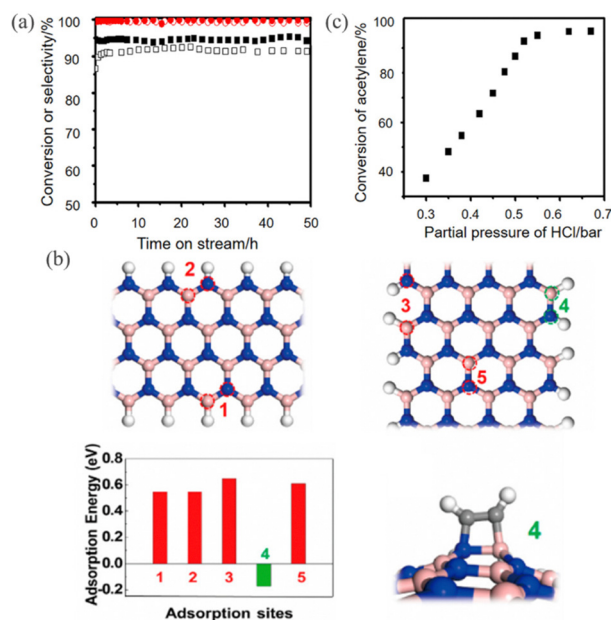 (a)
100
90
80
70
60
50
Conversion or selectivity/%
0 10 20 30 40 50
Time on stream/h
(c)
100
80
60
40
Conversion of acetylene/%
0.3 0.4 0.5 0.6 0.7
Partial pressure of HCl/bar
(b)
2
1
3
4
5
0.8
0.6
0.4
0.2
0.0
-0.2
Adsorption Energy (eV)
1 2 3 4 5
Adsorption sites
4